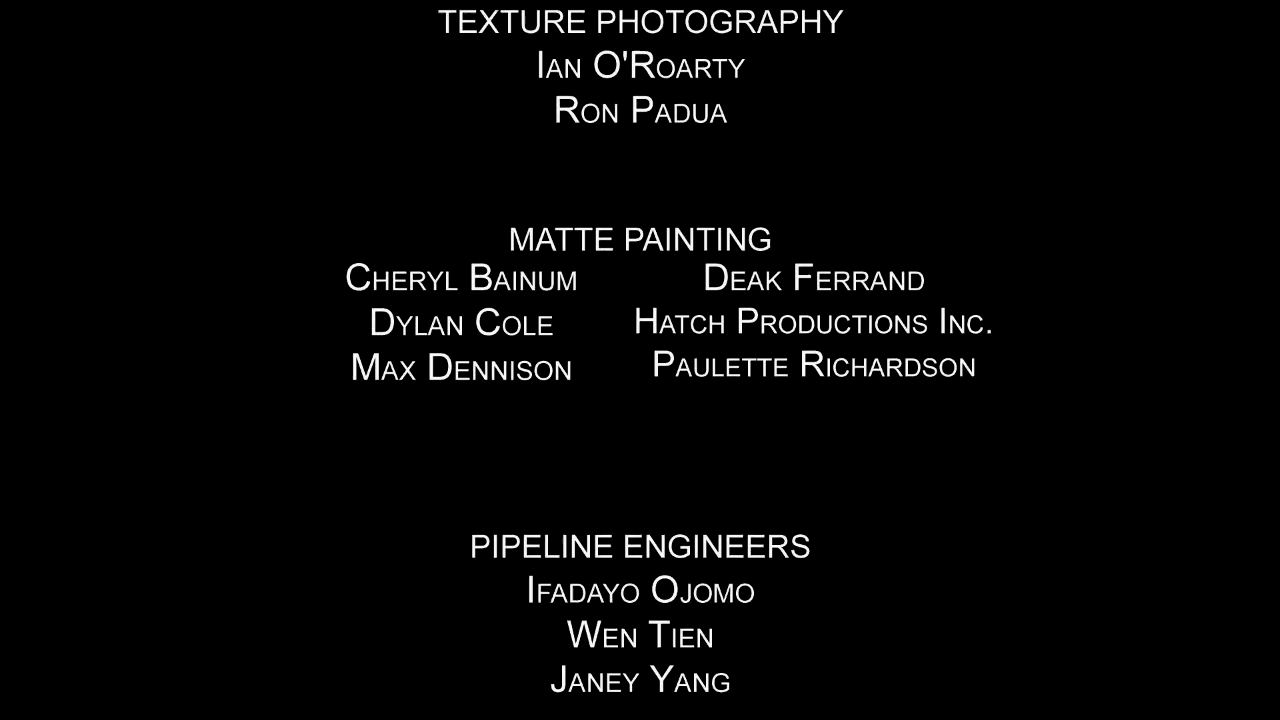 TEXTURE PHOTOGRAPHY
Ian O'Roarty
Ron Padua
MATTE PAINTING
Cheryl Bainum
Dylan Cole
Max Dennison
Deak Ferrand
Hatch Productions Inc.
Paulette Richardson
PIPELINE ENGINEERS
Ifadayo Ojomo
Wen Tien
Janey Yang